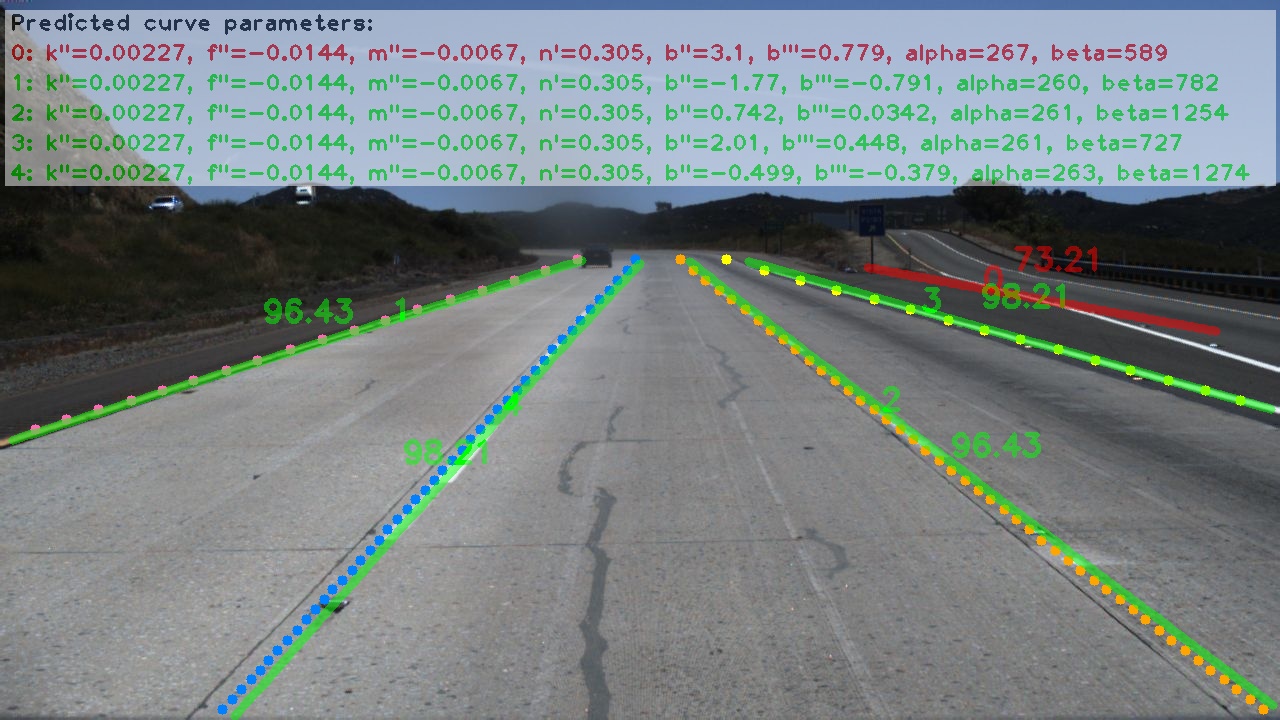 Predicted curve parameters:
0: k''=0.00227, f''=-0.0144, m''=-0.0067, n'=0.305, b''=3.1, b'''=0.779, alpha=267, beta=589
1: k''=0.00227, f''=-0.0144, m''=-0.0067, n'=0.305, b''=-1.77, b'''=-0.791, alpha=260, beta=782
2: k''=0.00227, f''=-0.0144, m''=-0.0067, n'=0.305, b''=0.742, b'''=0.0342, alpha=261, beta=1254
3: k''=0.00227, f''=-0.0144, m''=-0.0067, n'=0.305, b''=2.01, b'''=0.448, alpha=261, beta=727
4: k''=0.00227, f''=-0.0144, m''=-0.0067, n'=0.305, b''=-0.499, b'''=-0.379, alpha=263, beta=1274
VISTA
POINT
73.21
0
98.21
3
96.43
1
4
2
98.21
96.43